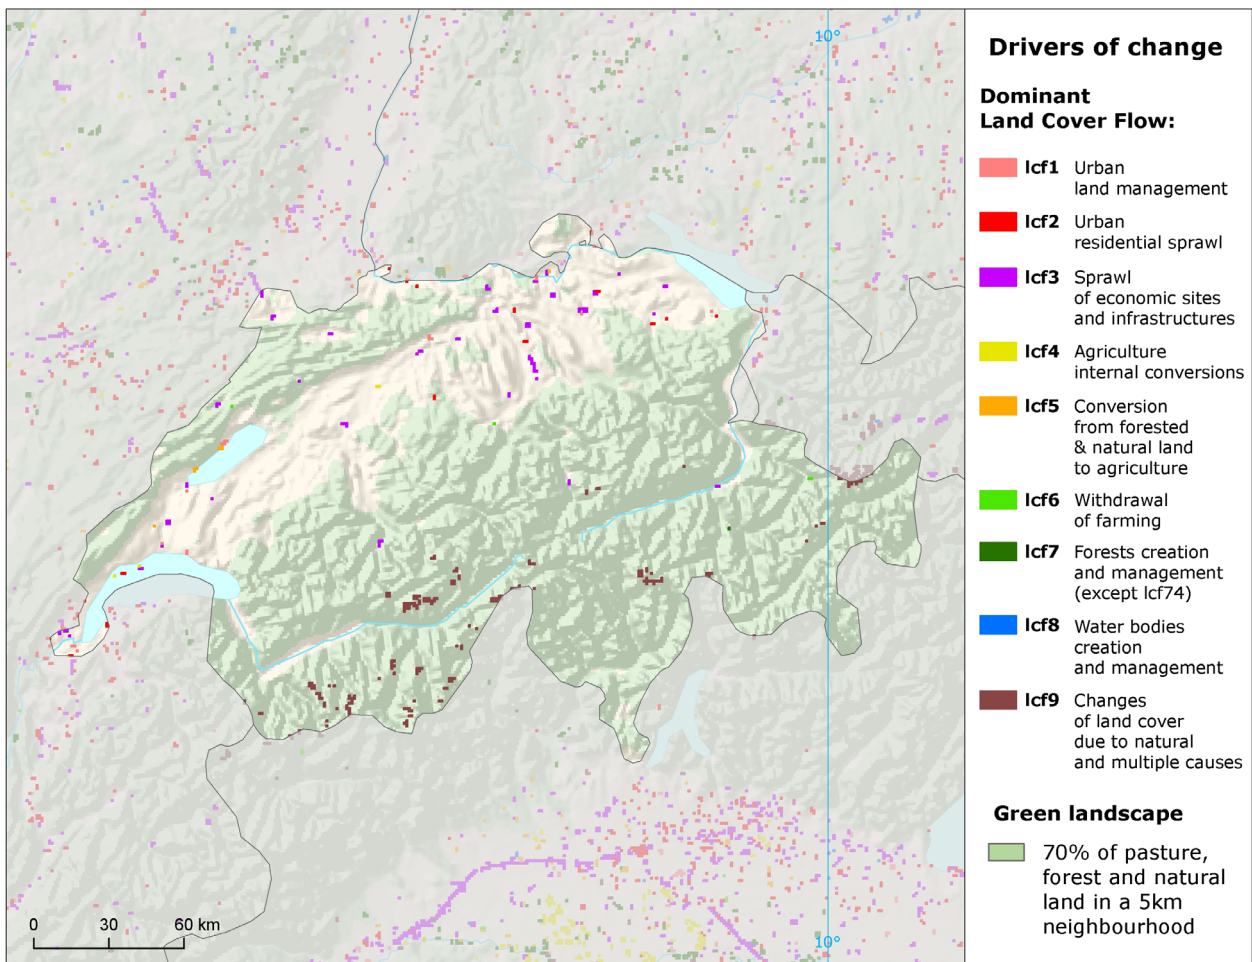 10°
Drivers of change
Dominant
Land Cover Flow:
lcf1 Urban
land management
lcf2 Urban
residential sprawl
lcf3 Sprawl
of economic sites
and infrastructures
lcf4 Agriculture
internal conversions
lcf5 Conversion
from forested
& natural land
to agriculture
lcf6 Withdrawal
of farming
lcf7 Forests creation
and management
(except lcf74)
lcf8 Water bodies
creation
and management
lcf9 Changes
of land cover
due to natural
and multiple causes
Green landscape
70% of pasture,
forest and natural
land in a 5km
neighbourhood
0 30 60 km
10°